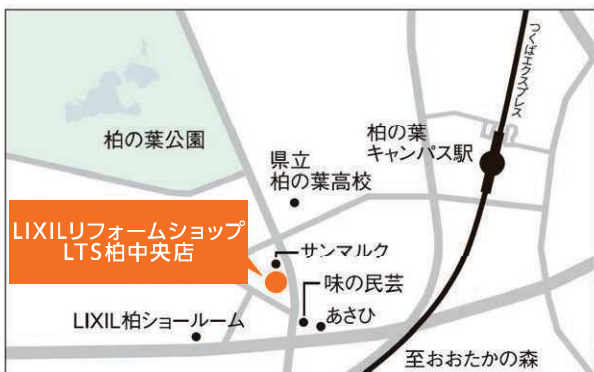 つくばエクスプレス
柏の葉公園
柏の葉
キャンパス駅
県立
柏の葉高校
LIXILリフォームショップ
LTS柏中央店
サンマルク
味の民芸
あさひ
LIXIL柏ショールーム
至おおたかの森